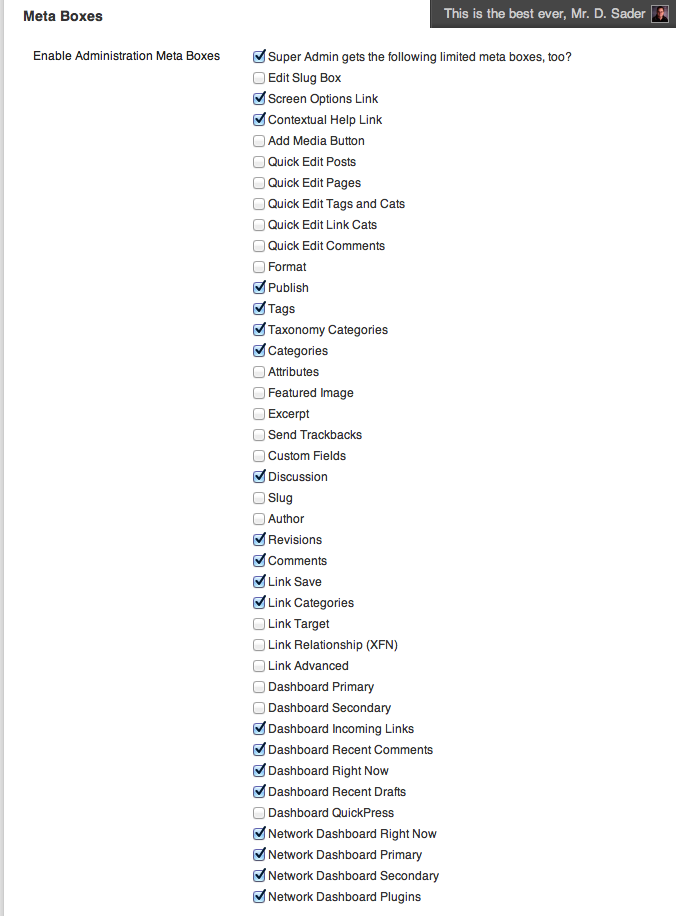 Meta Boxes
This is the best ever, Mr. D. Sader
Enable Administration Meta Boxes
Super Admin gets the following limited meta boxes, too?
Edit Slug Box
Screen Options Link
Contextual Help Link
Add Media Button
Quick Edit Posts
Quick Edit Pages
Quick Edit Tags and Cats
Quick Edit Link Cats
Quick Edit Comments
Format
Publish
Tags
Taxonomy Categories
Categories
Attributes
Featured Image
Excerpt
Send Trackbacks
Custom Fields
Discussion
Slug
Author
Revisions
Comments
Link Save
Link Categories
Link Target
Link Relationship (XFN)
Link Advanced
Dashboard Primary
Dashboard Secondary
Dashboard Incoming Links
Dashboard Recent Comments
Dashboard Right Now
Dashboard Recent Drafts
Dashboard QuickPress
Network Dashboard Right Now
Network Dashboard Primary
Network Dashboard Secondary
Network Dashboard Plugins